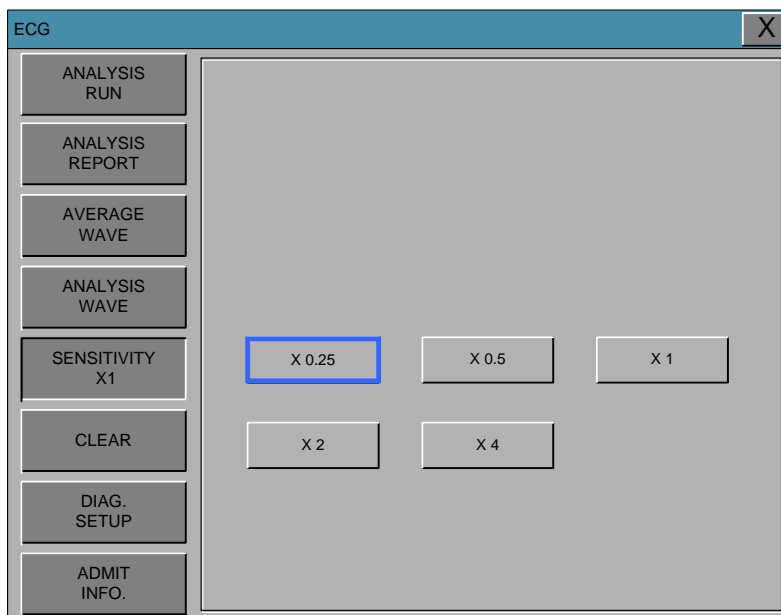 ECG
X
ANALYSIS
RUN
ANALYSIS
REPORT
AVERAGE
WAVE
ANALYSIS
WAVE
SENSITIVITY
X1
CLEAR
DIAG.
SETUP
ADMIT
INFO.
X 0.25
X 0.5
X 1
X 2
X 4